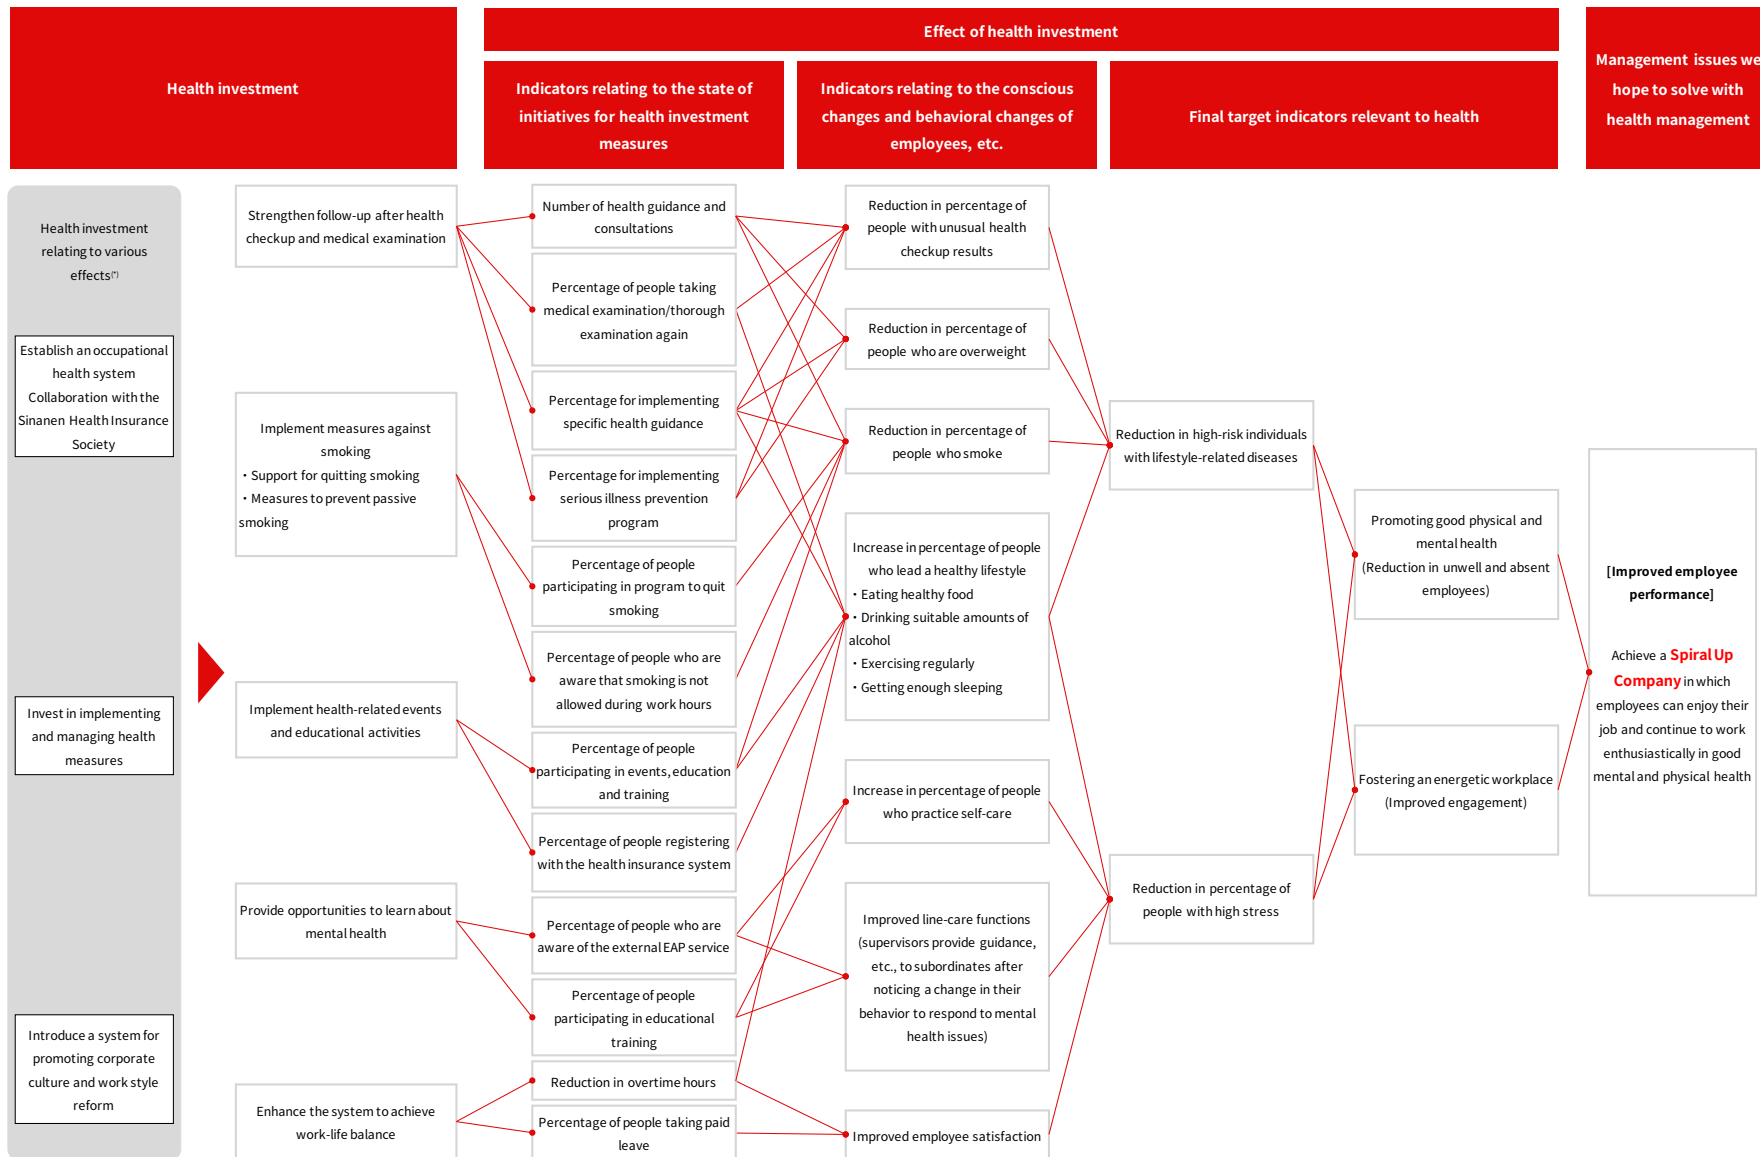 Health investment
Effect of health investment
Indicators relating to the state of
initiatives for health investment
measures
Indicators relating to the conscious
changes and behavioral changes of
employees, etc.
Final target indicators relevant to health
Management issues we
hope to solve with
health management
Health investment
relating to various
effects(*)
Establish an occupational
health system
Collaboration with the
Sinanen Health Insurance
Society
Invest in implementing
and managing health
measures
Introduce a system for
promoting corporate
culture and work style
reform
Strengthen follow-up after health
checkup and medical examination
Implement measures against
smoking
・Support for quitting smoking
・Measures to prevent passive
smoking
Implement health-related events
and educational activities
Provide opportunities to learn about
mental health
Enhance the system to achieve
work-life balance
Number of health guidance and
consultations
Percentage of people taking
medical examination/thorough
examination again
Percentage for implementing
specific health guidance
Percentage for implementing
serious illness prevention
program
Percentage of people
participating in program to quit
smoking
Percentage of people who are
aware that smoking is not
allowed during work hours
Percentage of people
participating in events, education
and training
Percentage of people registering
with the health insurance system
Percentage of people who are
aware of the external EAP service
Percentage of people
participating in educational
training
Reduction in overtime hours
Percentage of people taking paid
leave
Reduction in percentage of
people with unusual health
checkup results
Reduction in percentage of
people who are overweight
Reduction in percentage of
people who smoke
Increase in percentage of people
who lead a healthy lifestyle
・Eating healthy food
・Drinking suitable amounts of
alcohol
・Exercising regularly
・Getting enough sleeping
Increase in percentage of people
who practice self-care
Improved line-care functions
(supervisors provide guidance,
etc., to subordinates after
noticing a change in their
behavior to respond to mental
health issues)
Improved employee satisfaction
Reduction in high-risk individuals
with lifestyle-related diseases
Reduction in percentage of
people with high stress
Promoting good physical and
mental health
(Reduction in unwell and absent
employees)
Fostering an energetic workplace
(Improved engagement)
[Improved employee
performance]
Achieve a Spiral Up
Company in which
employees can enjoy their
job and continue to work
enthusiastically in good
mental and physical health